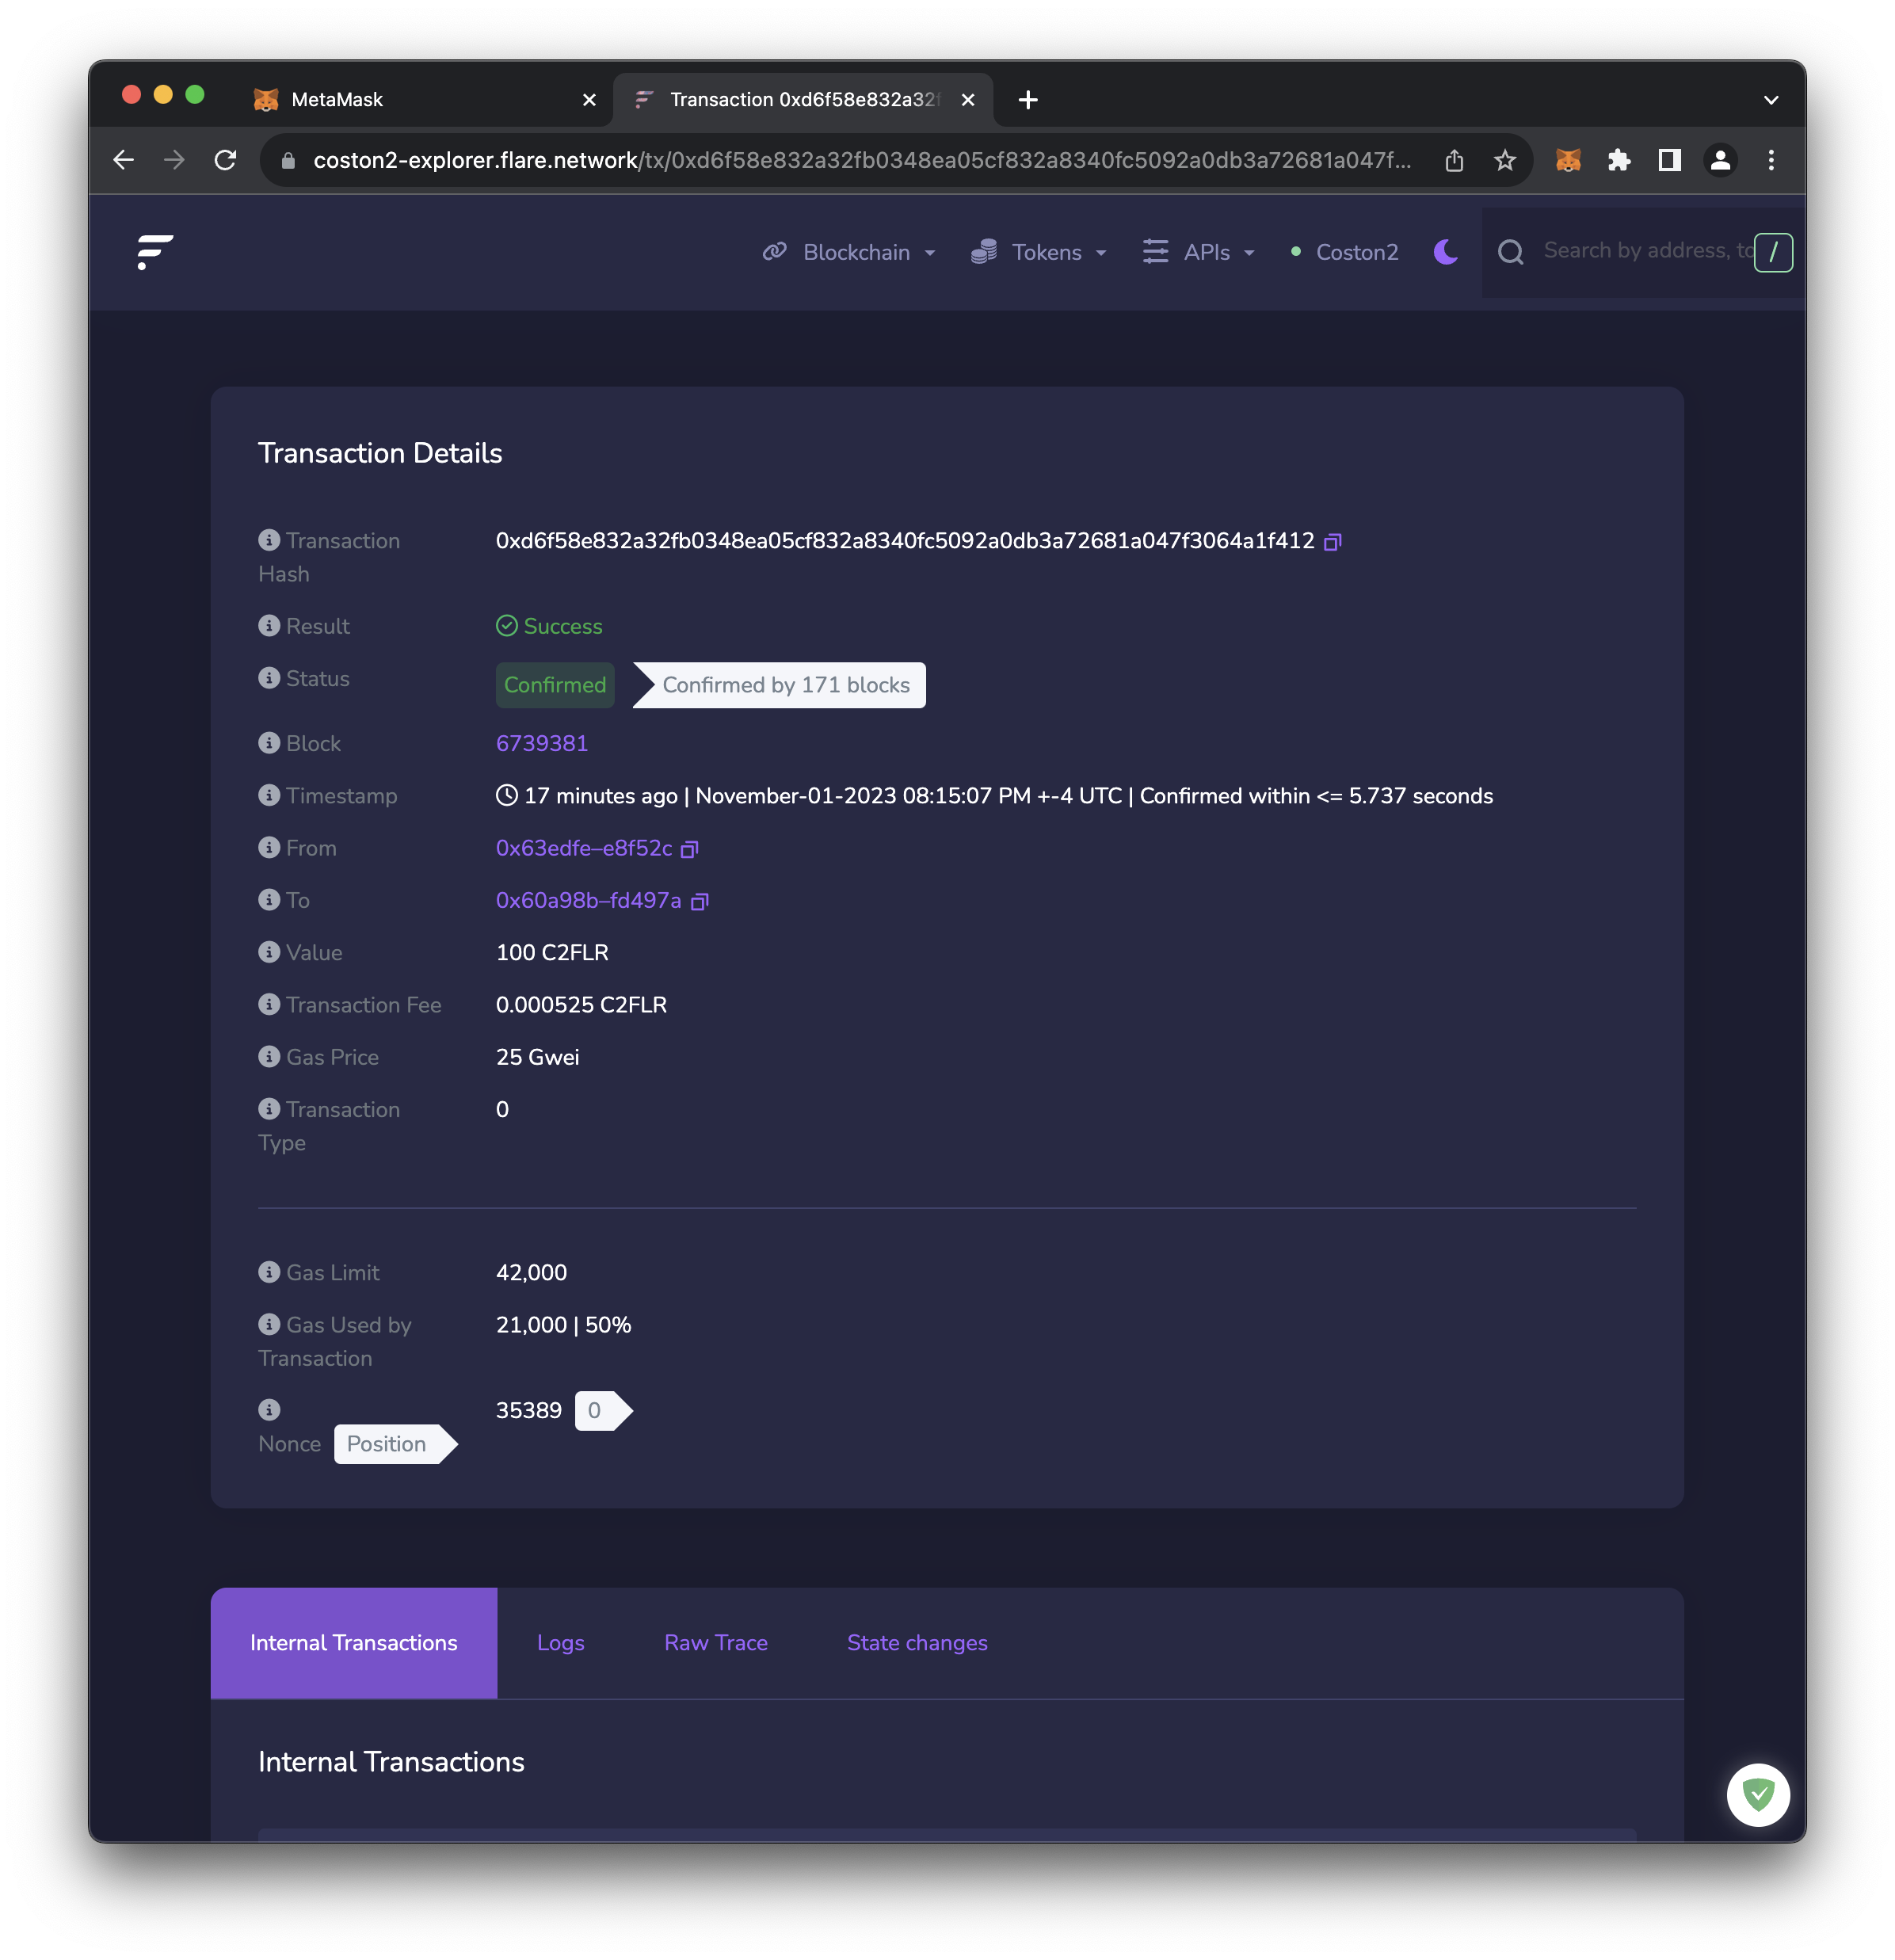 MetaMask
Transaction 0xd6f58e832a32f
coston2-explorer.flare.network/tx/0xd6f58e832a32fb0348ea05cf832a8340fc5092a0db3a72681a047f...
Blockchain
Tokens
APIs
Coston2
Search by address, to
/
Transaction Details
Transaction Hash
0xd6f58e832a32fb0348ea05cf832a8340fc5092a0db3a72681a047f3064a1f412
Result
Success
Status
Confirmed
Confirmed by 171 blocks
Block
6739381
Timestamp
17 minutes ago | November-01-2023 08:15:07 PM +-4 UTC | Confirmed within <= 5.737 seconds
From
0x63edfe–e8f52c
To
0x60a98b–fd497a
Value
100 C2FLR
Transaction Fee
0.000525 C2FLR
Gas Price
25 Gwei
Transaction Type
0
Gas Limit
42,000
Gas Used by Transaction
21,000 | 50%
Nonce Position
35389 0
Internal Transactions
Logs
Raw Trace
State changes
Internal Transactions